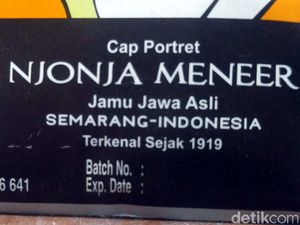 Cap Portret
NJONJA MENEER
Jamu Jawa Asli
SEMARANG-INDONESIA
Terkenal Sejak 1919
Batch No. :
6 641
Exp. Date :
detikcom